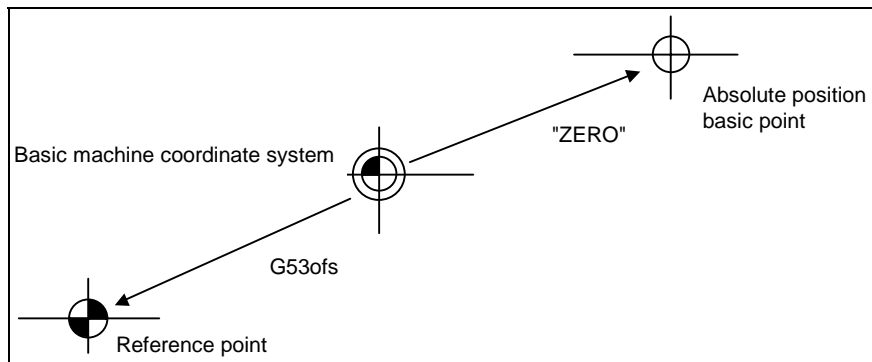 Absolute position
basic point
"ZERO"
Basic machine coordinate system
G53ofs
Reference point